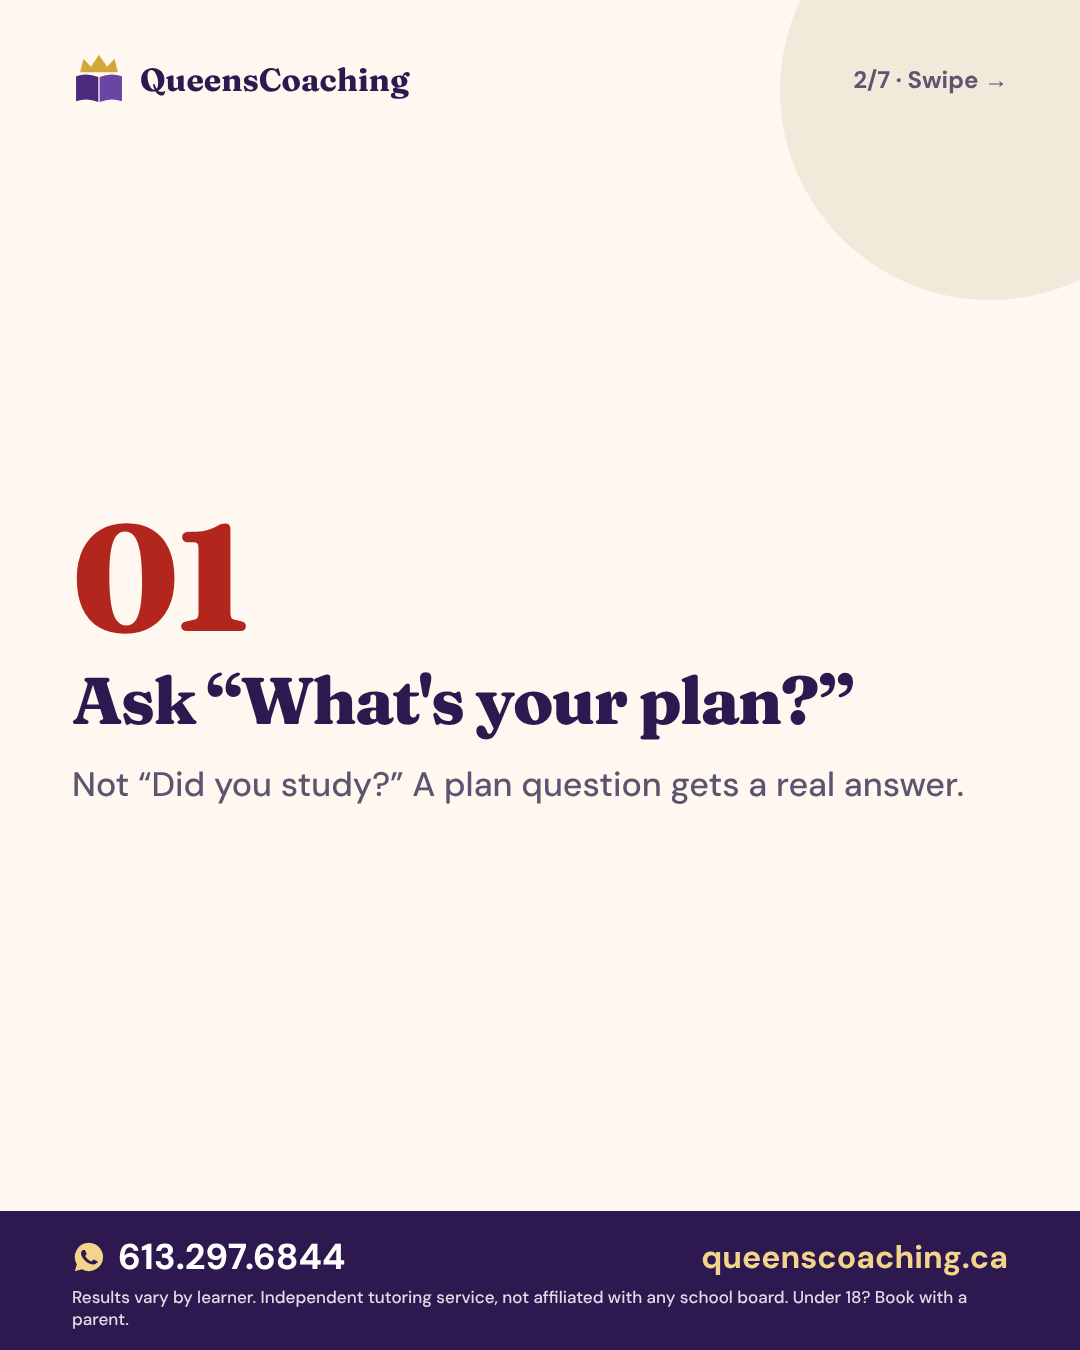 QueensCoaching
2/7 · Swipe →
01
Ask “What's your plan?”
Not “Did you study?” A plan question gets a real answer.
613.297.6844
queenscoaching.ca
Results vary by learner. Independent tutoring service, not affiliated with any school board. Under 18? Book with a
parent.